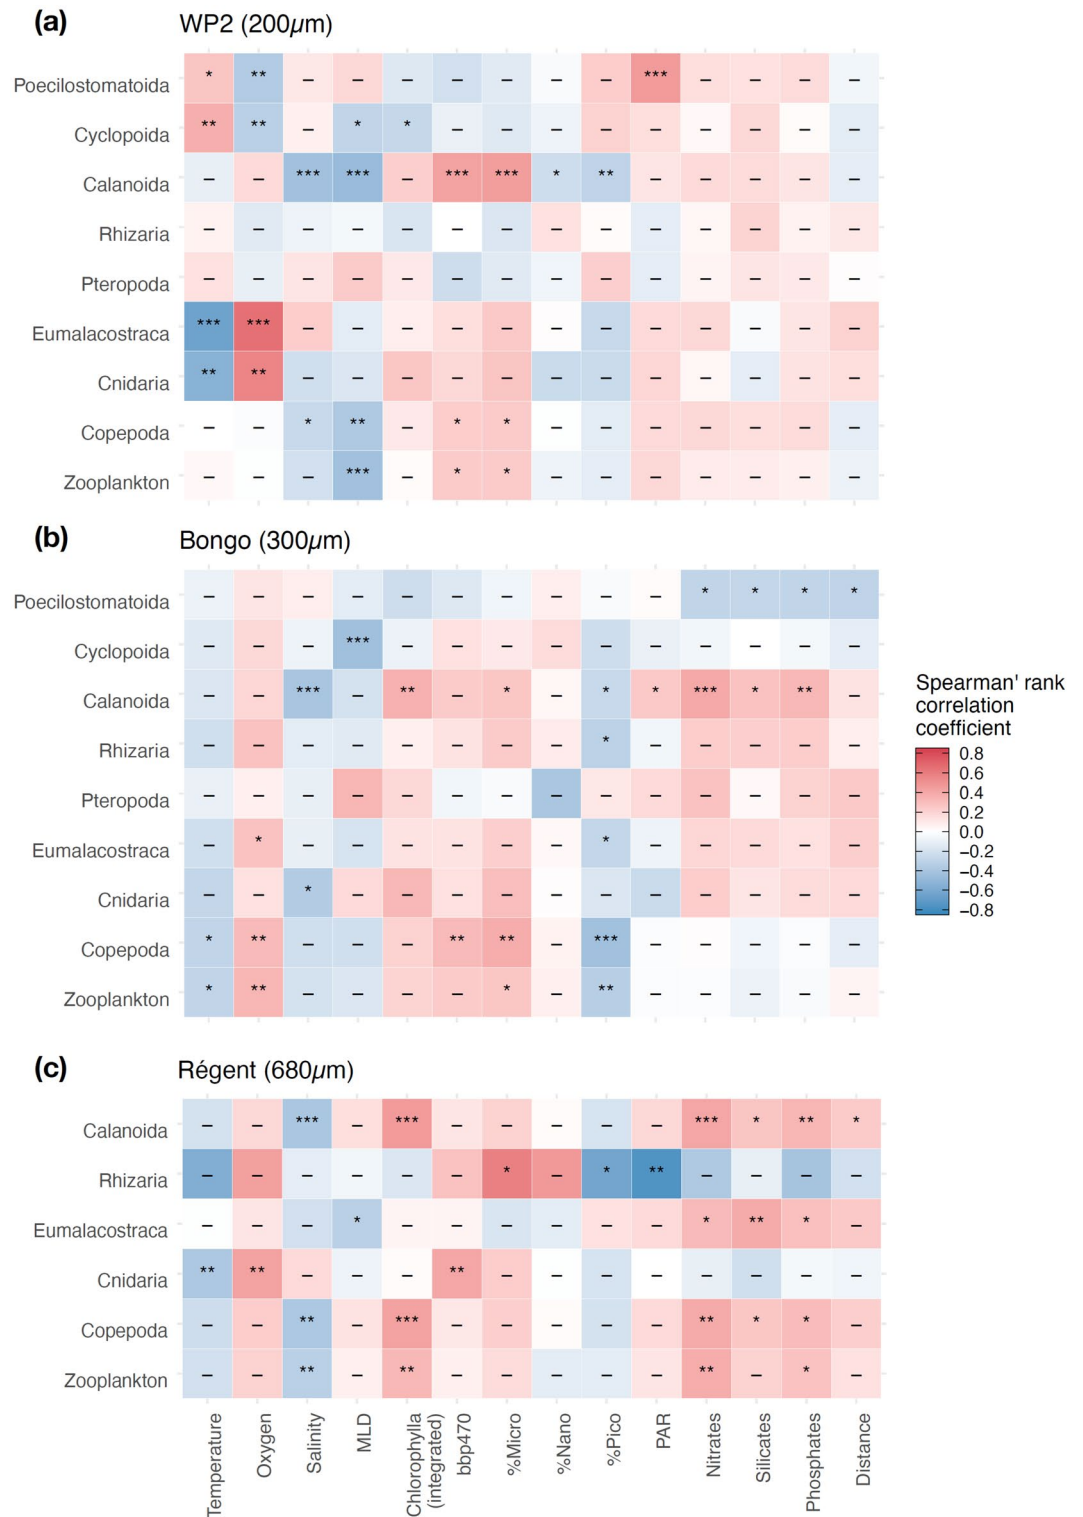 (a) WP2 (200µm)
Poecilostomatoida * ** – – – – – – – *** – – – –
Cyclopoida ** ** – * * – – – – – – – – –
Calanoida – – *** *** – *** *** * ** – – – – –
Rhizaria – – – – – – – – – – – – – –
Pteropoda – – – – – – – – – – – – – –
Eumalacostraca *** *** – – – – – – – – – – – –
Cnidaria ** ** – – – – – – – – – – – –
Copepoda – – * ** – * * – – – – – – –
Zooplankton – – – *** – * * – – – – – – –
(b) Bongo (300µm)
Poecilostomatoida – – – – – – – – – – * * * *
Cyclopoida – – – *** – – – – – – – – – –
Calanoida – – *** – ** – * – * * *** * ** –
Rhizaria – – – – – – – – * – – – – –
Pteropoda – – – – – – – – – – – – – –
Eumalacostraca – * – – – – – – * – – – – –
Cnidaria – – * – – – – – – – – – – –
Copepoda * ** – – – ** ** – *** – – – – –
Zooplankton * ** – – – – * – ** – – – – –
Spearman' rank
correlation
coefficient
0.8
0.6
0.4
0.2
0.0
−0.2
−0.4
−0.6
−0.8
(c) Régent (680µm)
Calanoida – – *** – *** – – – – – *** * ** *
Rhizaria – – – – – – * – * ** – – – –
Eumalacostraca – – – * – – – – – – * ** * –
Cnidaria ** ** – – – ** – – – – – – – –
Copepoda – – ** – *** – – – – – ** * * –
Zooplankton – – ** – ** – – – – – ** – * –
Temperature
Oxygen
Salinity
MLD
Chlorophylla
(integrated)
bbp470
%Micro
%Nano
%Pico
PAR
Nitrates
Silicates
Phosphates
Distance